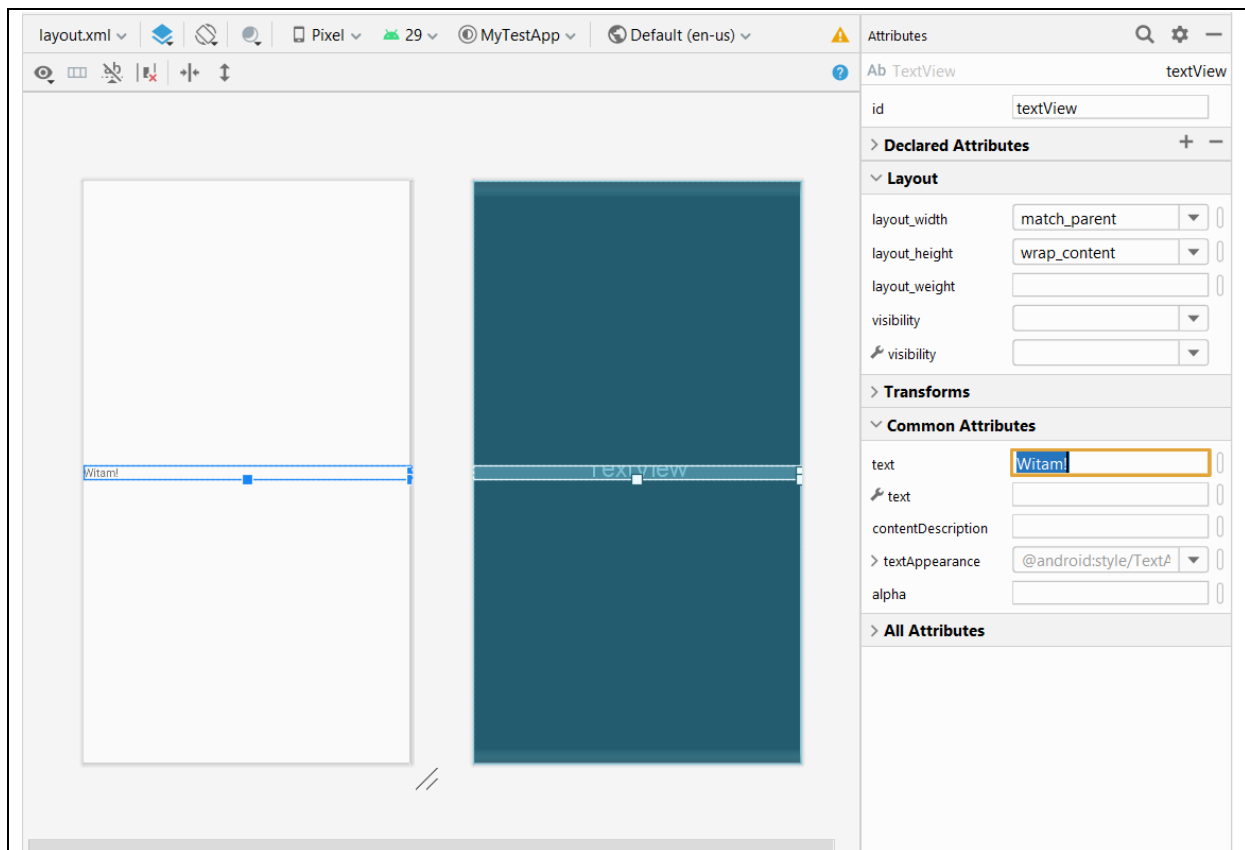 layout.xml Pixel 29 MyTestApp Default (en-us)
Witam!
TextView
Attributes
Ab TextView textView
id textView
Declared Attributes
Layout
layout_width match_parent
layout_height wrap_content
layout_weight
visibility
visibility
Transforms
Common Attributes
text Witam!
text
contentDescription
textAppearance @android:style/TextA
alpha
All Attributes